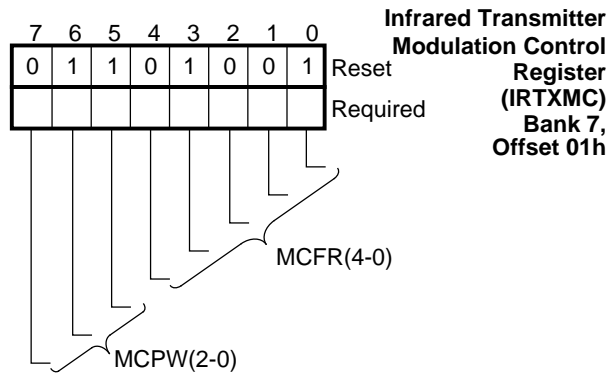 Infrared Transmitter
Modulation Control
Register
(IRTXMC)
Bank 7,
Offset 01h
7 6 5 4 3 2 1 0
0 1 1 0 1 0 0 1 Reset
Required
MCFR(4-0)
MCPW(2-0)